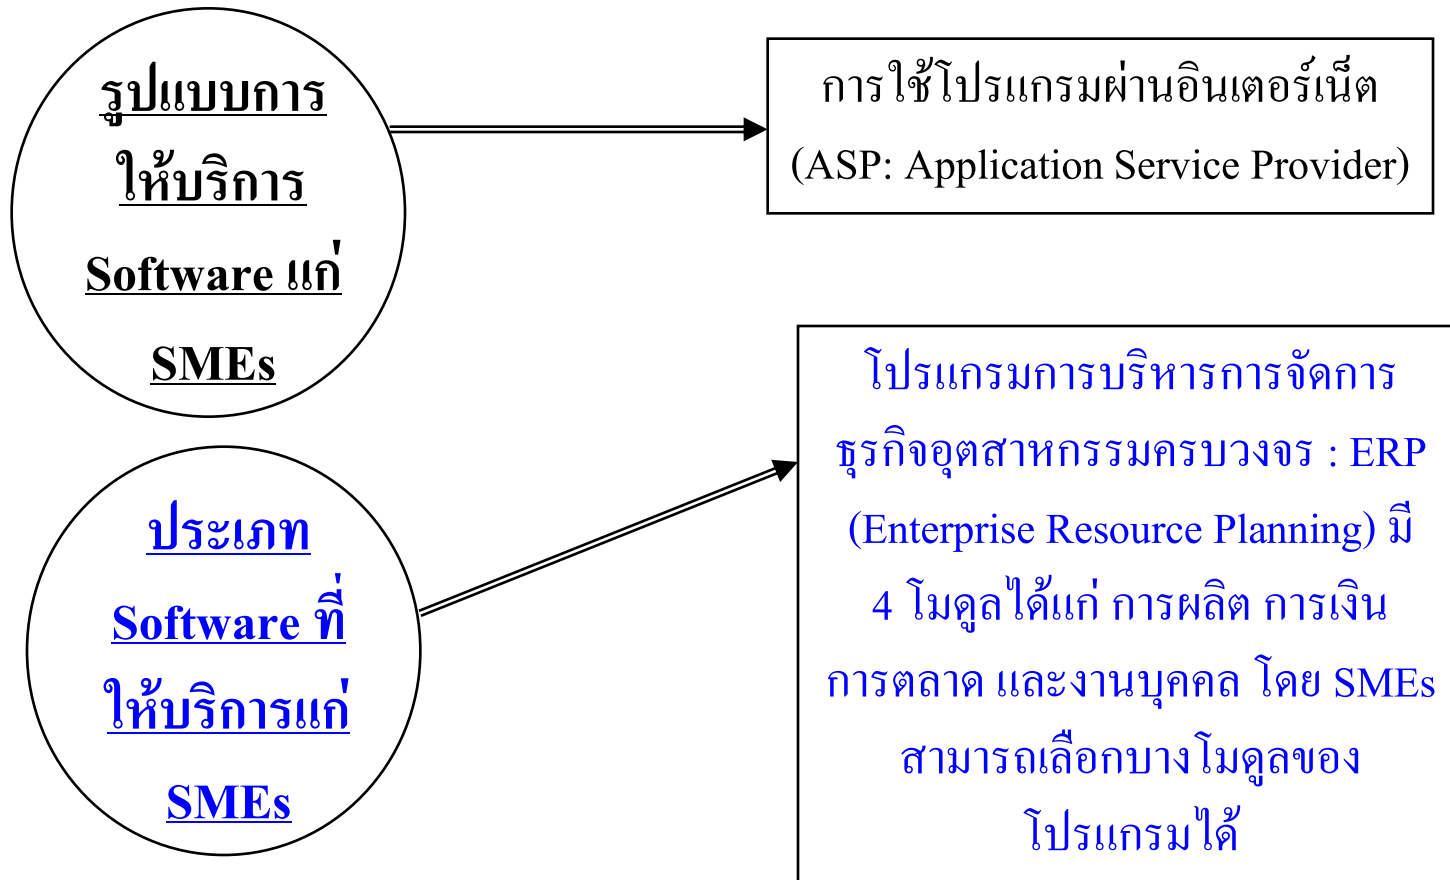 รูปแบบการ
ให้บริการ
Software แก่
SMEs
การใช้โปรแกรมผ่านอินเตอร์เน็ต
(ASP: Application Service Provider)
ประเภท
Software ที่
ให้บริการแก่
SMEs
โปรแกรมการบริหารการจัดการ
ธุรกิจอุตสาหกรรมครบวงจร : ERP
(Enterprise Resource Planning) มี
4 โมดูลได้แก่ การผลิต การเงิน
การตลาด และงานบุคคล โดย SMEs
สามารถเลือกบางโมดูลของ
โปรแกรมได้